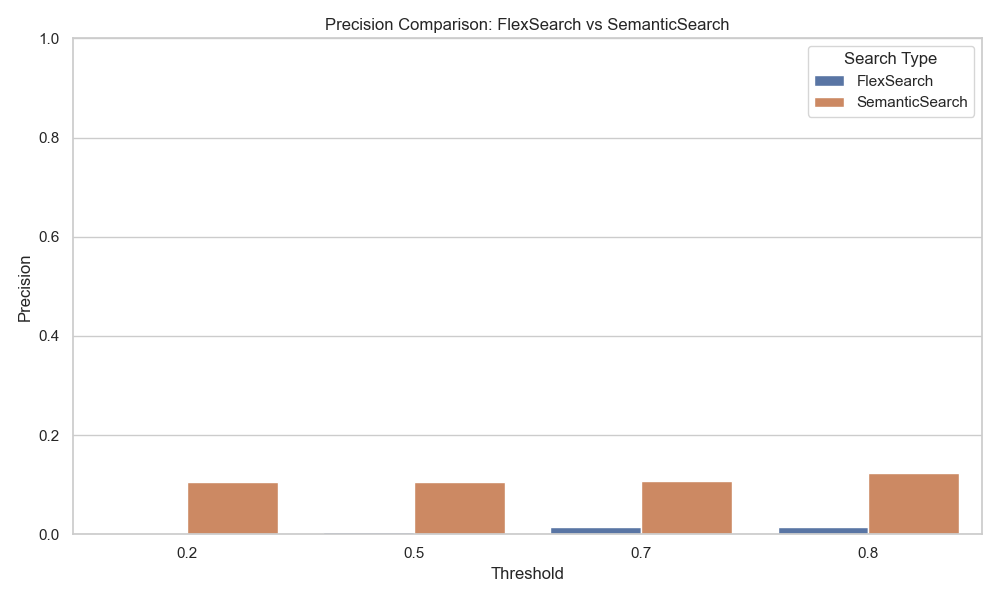 Precision Comparison: FlexSearch vs SemanticSearch
Search Type
FlexSearch
SemanticSearch
Precision
1.0
0.8
0.6
0.4
0.2
0.0
0.2 0.5 0.7 0.8
Threshold